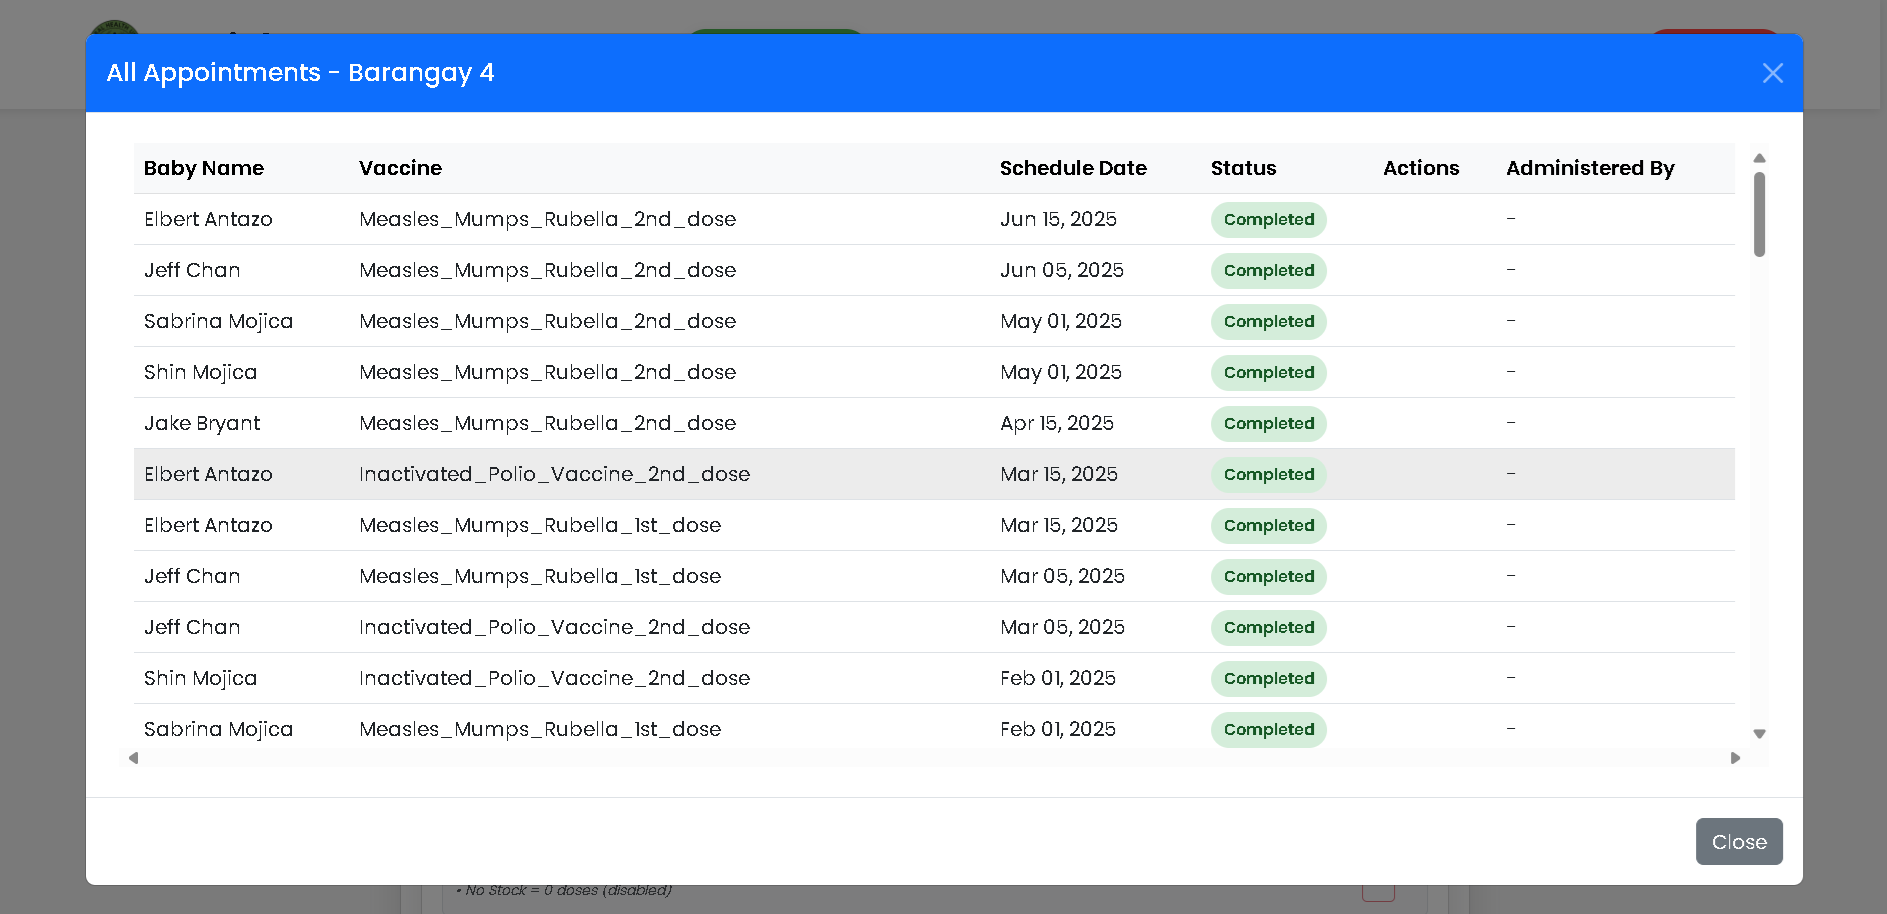 All Appointments - Barangay 4
Baby Name Vaccine Schedule Date Status Actions Administered By
Elbert Antazo Measles_Mumps_Rubella_2nd_dose Jun 15, 2025 Completed -
Jeff Chan Measles_Mumps_Rubella_2nd_dose Jun 05, 2025 Completed -
Sabrina Mojica Measles_Mumps_Rubella_2nd_dose May 01, 2025 Completed -
Shin Mojica Measles_Mumps_Rubella_2nd_dose May 01, 2025 Completed -
Jake Bryant Measles_Mumps_Rubella_2nd_dose Apr 15, 2025 Completed -
Elbert Antazo Inactivated_Polio_Vaccine_2nd_dose Mar 15, 2025 Completed -
Elbert Antazo Measles_Mumps_Rubella_1st_dose Mar 15, 2025 Completed -
Jeff Chan Measles_Mumps_Rubella_1st_dose Mar 05, 2025 Completed -
Jeff Chan Inactivated_Polio_Vaccine_2nd_dose Mar 05, 2025 Completed -
Shin Mojica Inactivated_Polio_Vaccine_2nd_dose Feb 01, 2025 Completed -
Sabrina Mojica Measles_Mumps_Rubella_1st_dose Feb 01, 2025 Completed -
Close
• No Stock = 0 doses (disabled)